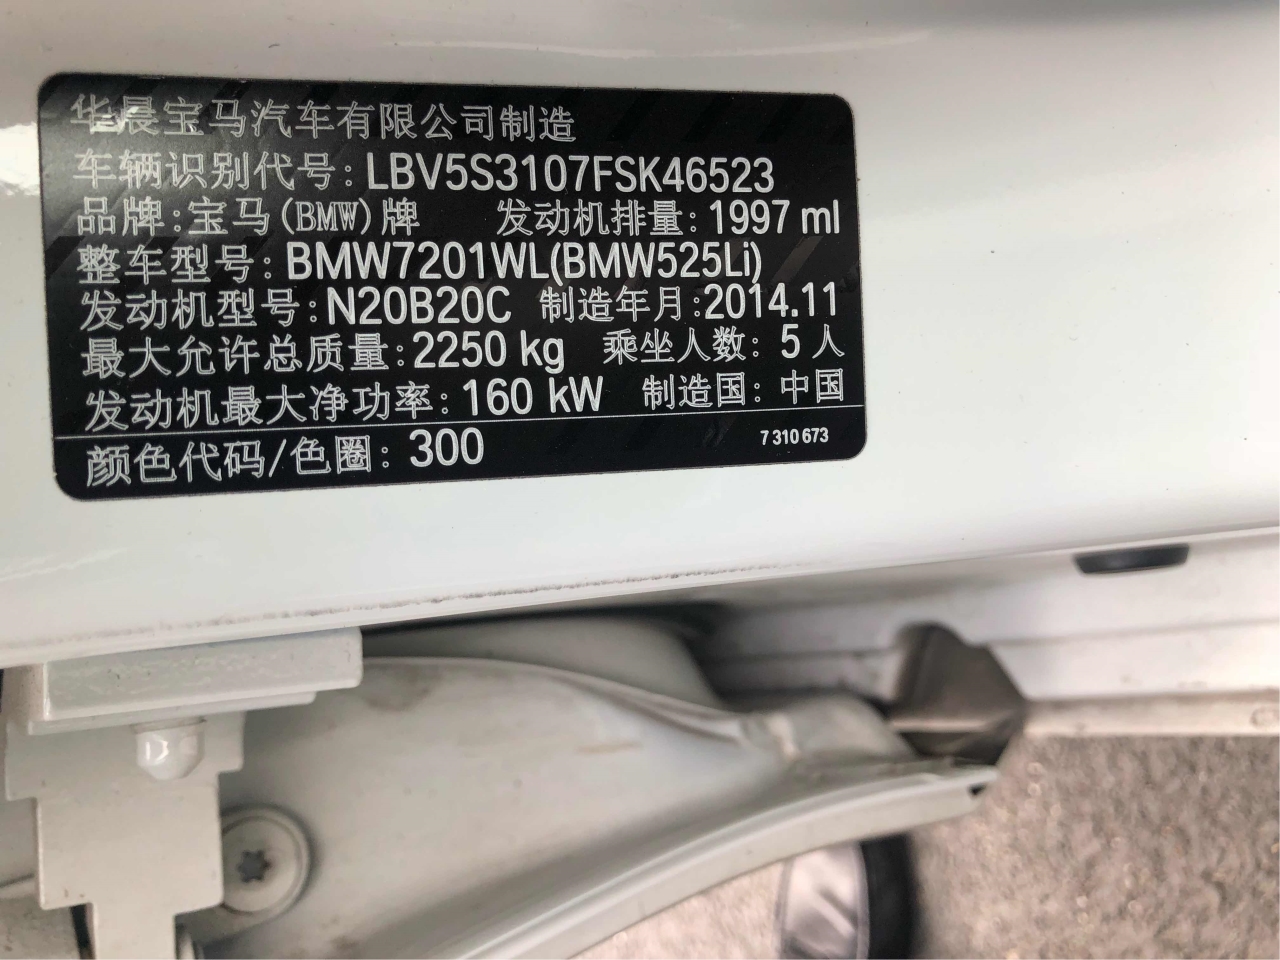 华晨宝马汽车有限公司制造
车辆识别代号: LBV5S3107FSK46523
品牌:宝马(BMW)牌 发动机排量: 1997 ml
整车型号: BMW7201WL(BMW525Li)
发动机型号: N20B20C 制造年月:2014.11
最大允许总质量: 2250 kg 乘坐人数: 5 人
发动机最大净功率: 160 kW 制造国: 中国
颜色代码/色圈: 300 7 310 673